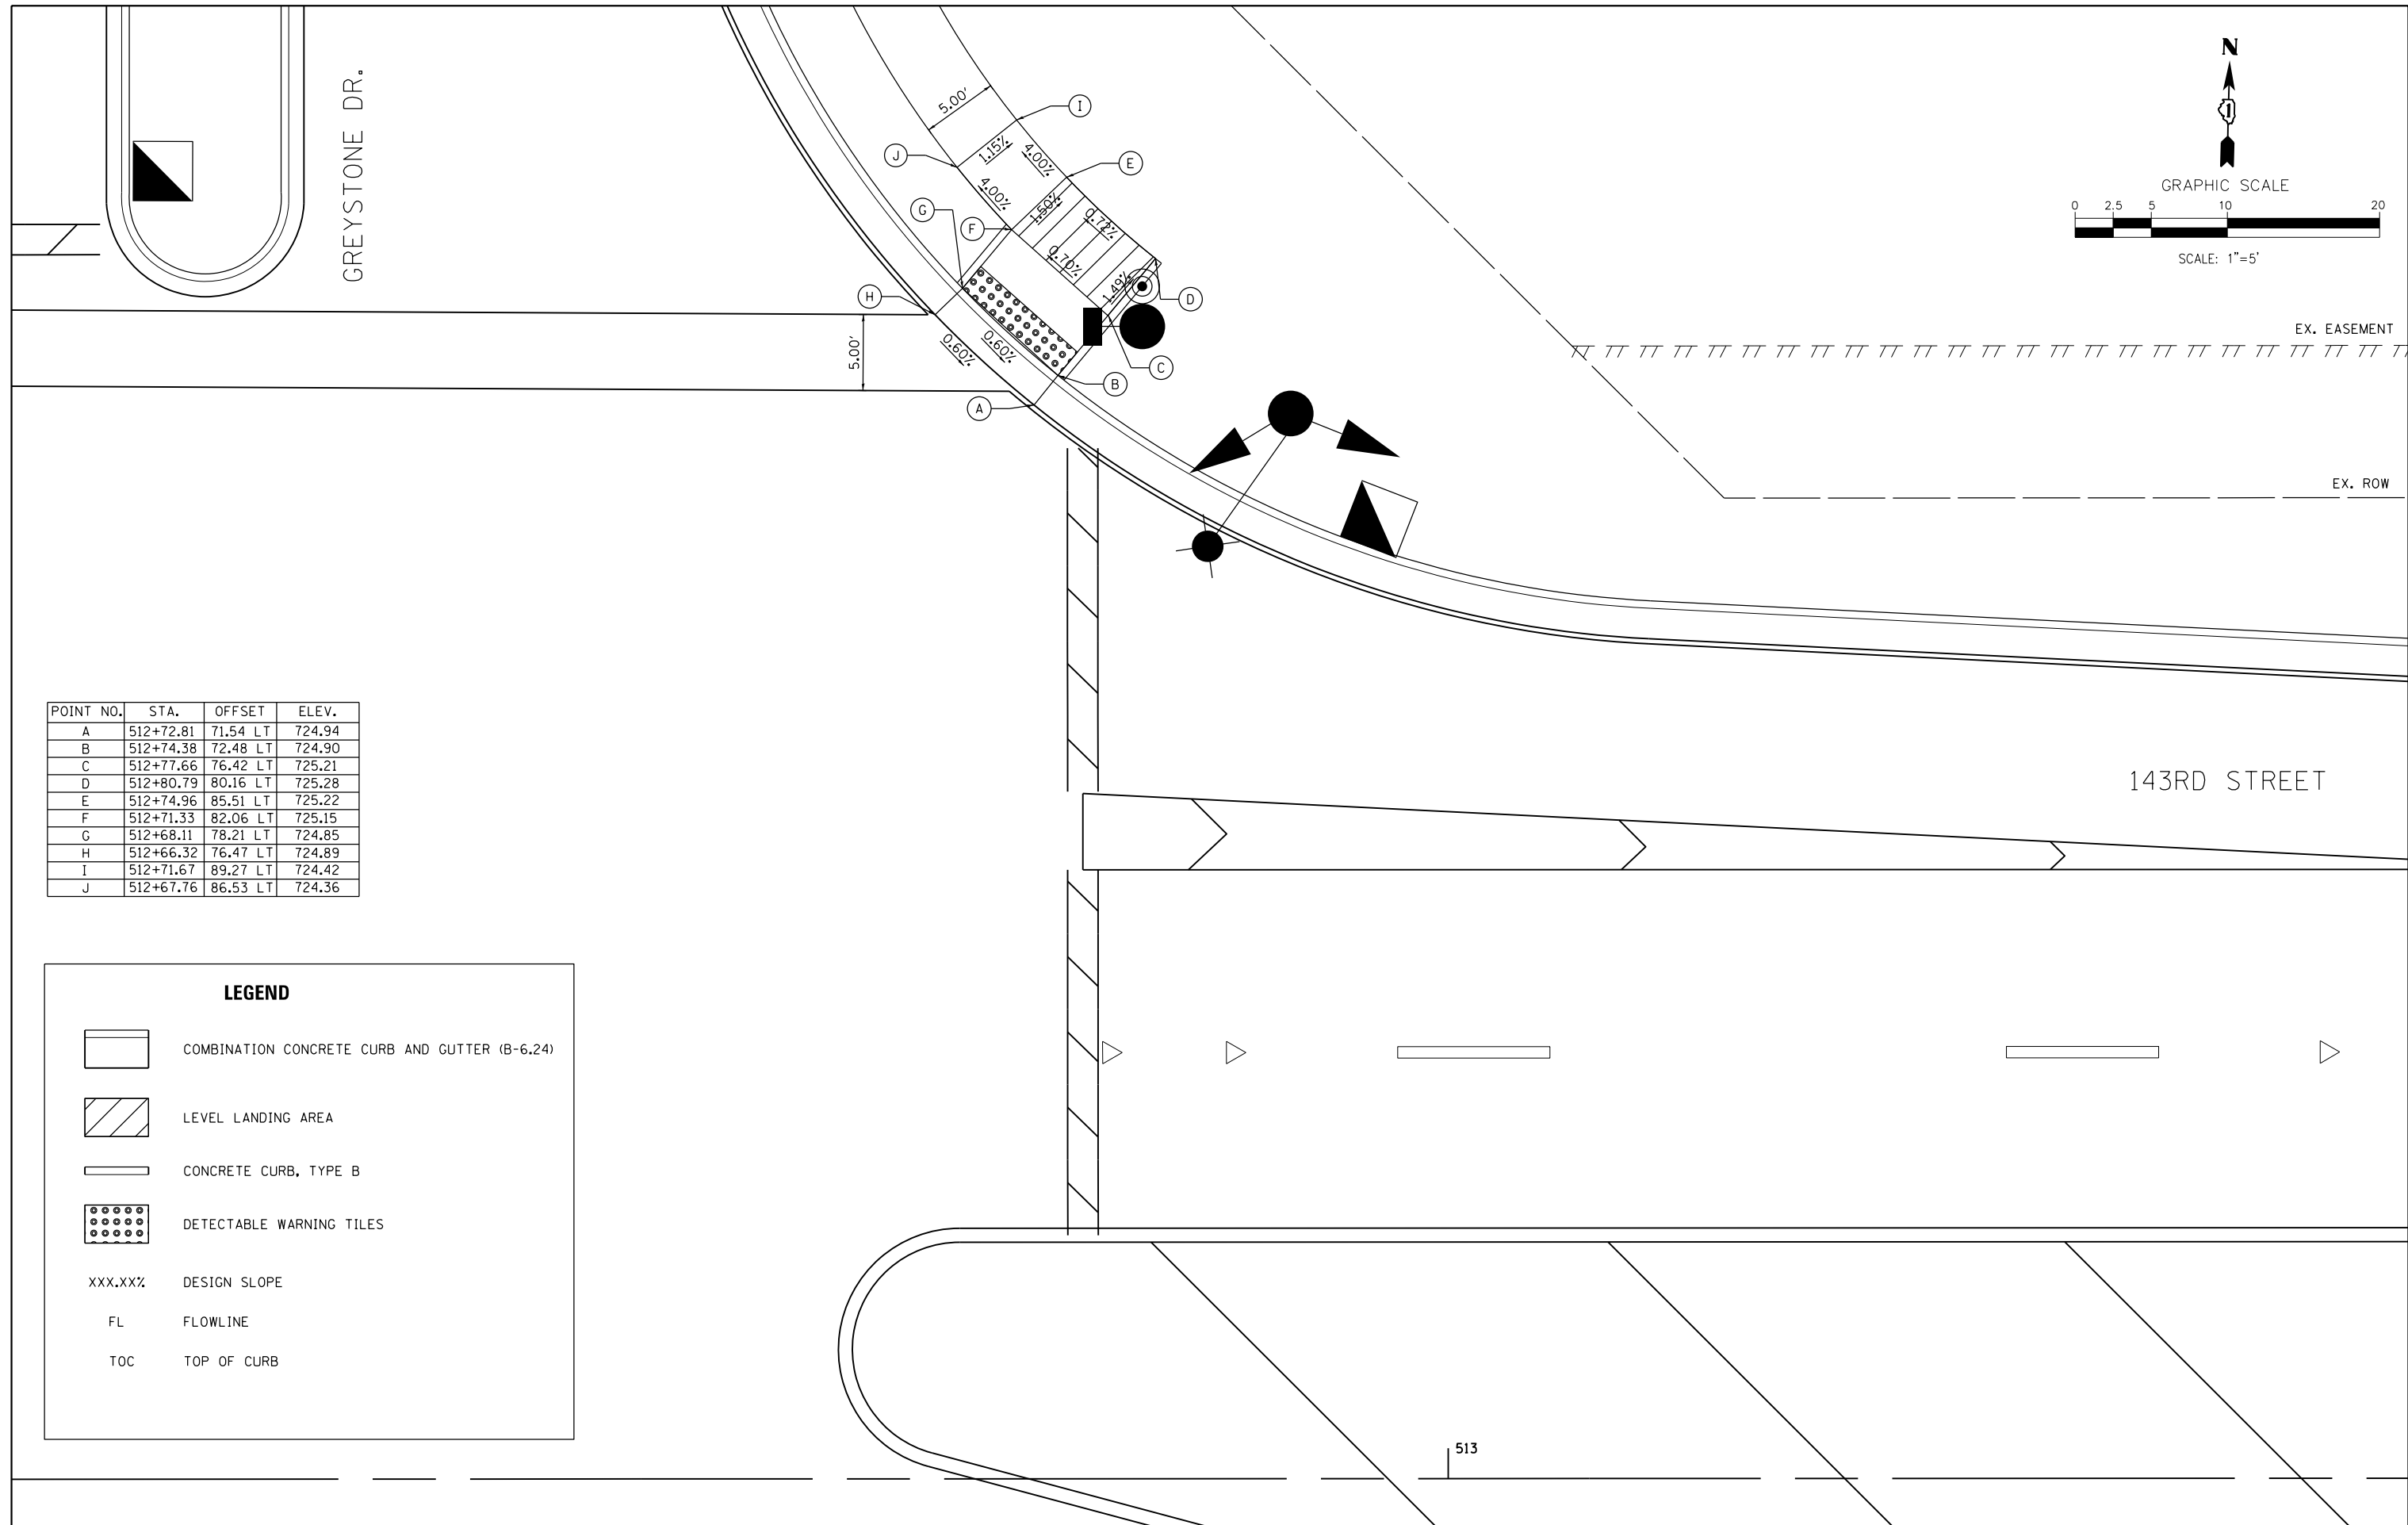 GREYSTONE DR.
N
1
GRAPHIC SCALE
0 2.5 5 10 20
SCALE: 1"=5'
5.00'
I
J
1.15%
4.00%
E
4.00%
G
1.50%
0.72%
F
0.70%
1.49%
H
D
0.60%
0.60%
C
B
A
5.00'
EX. EASEMENT
EX. ROW
143RD STREET
POINT NO. STA. OFFSET ELEV.
A 512+72.81 71.54 LT 724.94
B 512+74.38 72.48 LT 724.90
C 512+77.66 76.42 LT 725.21
D 512+80.79 80.16 LT 725.28
E 512+74.96 85.51 LT 725.22
F 512+71.33 82.06 LT 725.15
G 512+68.11 78.21 LT 724.85
H 512+66.32 76.47 LT 724.89
I 512+71.67 89.27 LT 724.42
J 512+67.76 86.53 LT 724.36
LEGEND
COMBINATION CONCRETE CURB AND GUTTER (B-6.24)
LEVEL LANDING AREA
CONCRETE CURB, TYPE B
DETECTABLE WARNING TILES
XXX.XX% DESIGN SLOPE
FL FLOWLINE
TOC TOP OF CURB
513